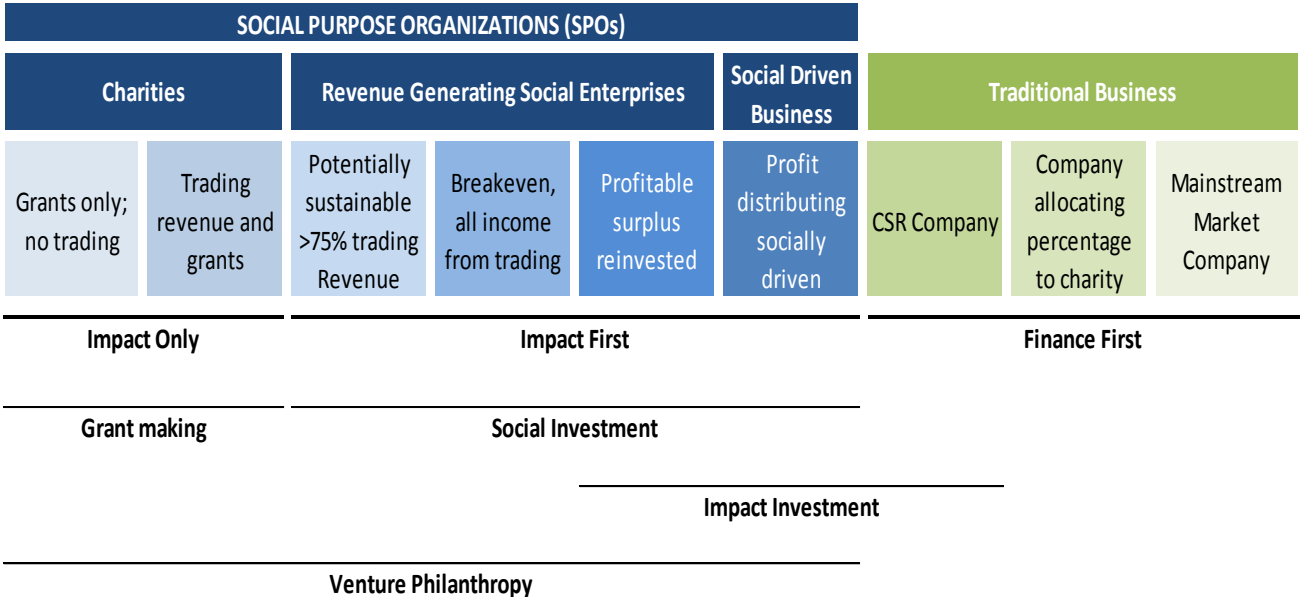 SOCIAL PURPOSE ORGANIZATIONS (SPOs)
Charities
Revenue Generating Social Enterprises
Social Driven
Business
Traditional Business
Grants only;
no trading
Trading
revenue and
grants
Potentially
sustainable
>75% trading
Revenue
Breakeven,
all income
from trading
Profitable
surplus
reinvested
Profit
distributing
socially
driven
CSR Company
Company
allocating
percentage
to charity
Mainstream
Market
Company
Impact Only
Impact First
Finance First
Grant making
Social Investment
Impact Investment
Venture Philanthropy